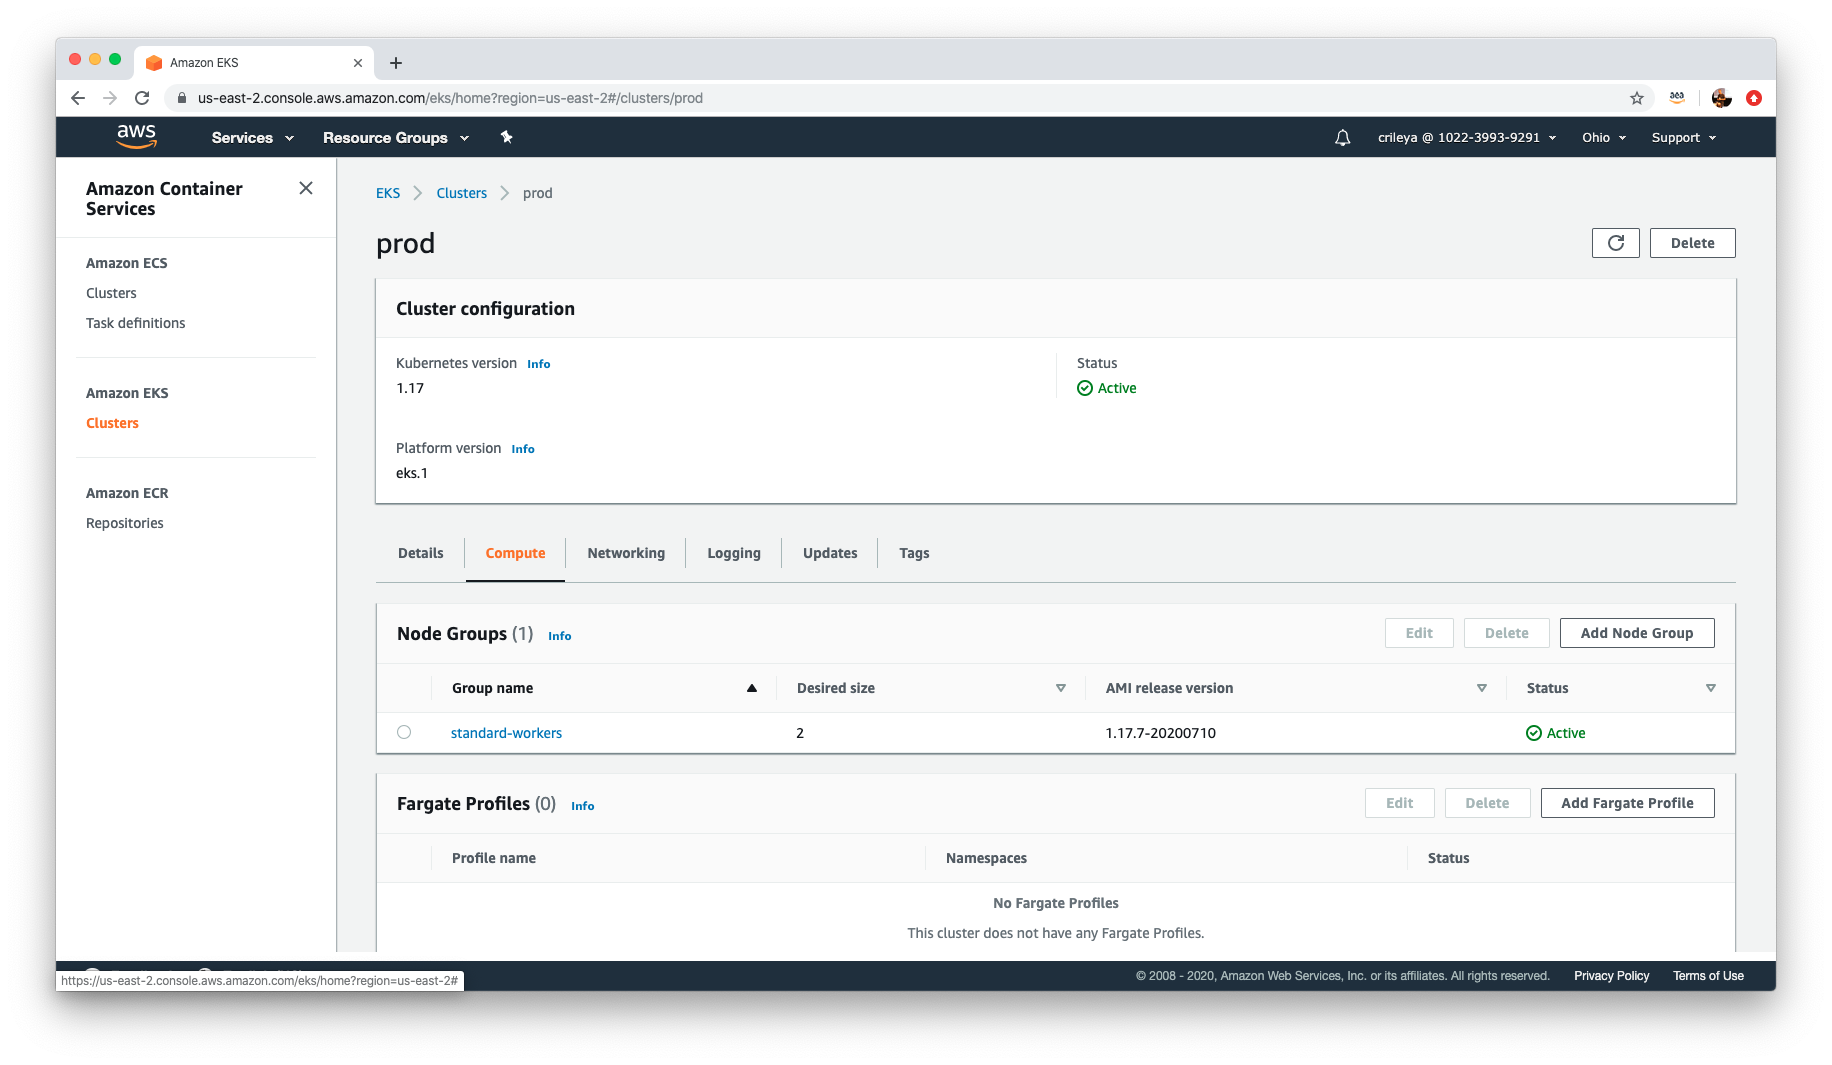 Amazon EKS
us-east-2.console.aws.amazon.com/eks/home?region=us-east-2#/clusters/prod
aws
Services
Resource Groups
crileya @ 1022-3993-9291
Ohio
Support
Amazon Container
Services
Amazon ECS
Clusters
Task definitions
Amazon EKS
Clusters
Amazon ECR
Repositories
EKS
Clusters
prod
prod
Delete
Cluster configuration
Kubernetes version Info
1.17
Status
Active
Platform version Info
eks.1
Details
Compute
Networking
Logging
Updates
Tags
Node Groups (1) Info
Edit
Delete
Add Node Group
Group name
Desired size
AMI release version
Status
standard-workers
2
1.17.7-20200710
Active
Fargate Profiles (0) Info
Edit
Delete
Add Fargate Profile
Profile name
Namespaces
Status
No Fargate Profiles
This cluster does not have any Fargate Profiles.
https://us-east-2.console.aws.amazon.com/eks/home?region=us-east-2#
© 2008 - 2020, Amazon Web Services, Inc. or its affiliates. All rights reserved.
Privacy Policy
Terms of Use